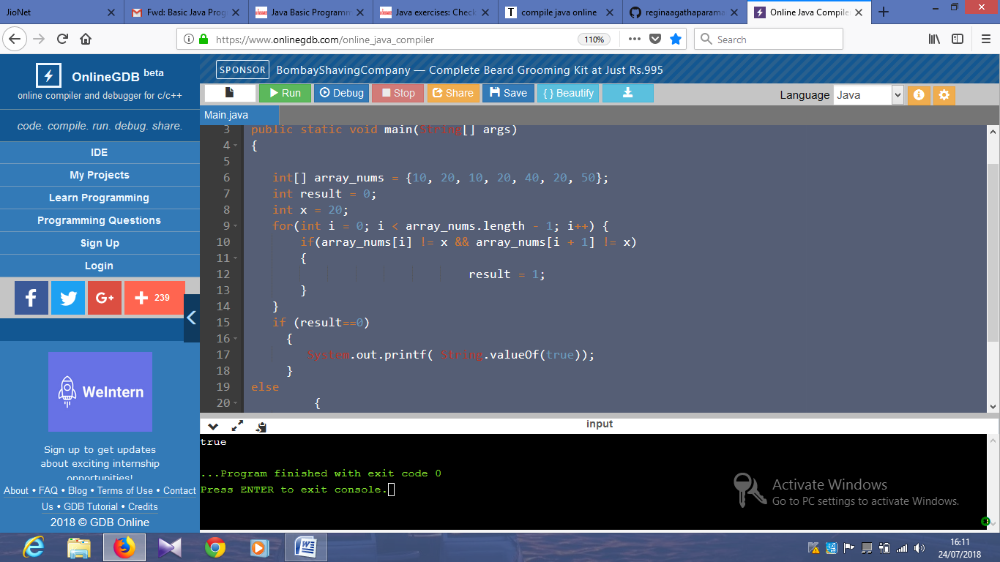 JioNet
Fwd: Basic Java Prog
Java Basic Programm
Java exercises: Check
compile java online
reginaagathaparama
Online Java Compiler
https://www.onlinegdb.com/online_java_compiler
110%
Search
OnlineGDB beta
online compiler and debugger for c/c++
code. compile. run. debug. share.
IDE
My Projects
Learn Programming
Programming Questions
Sign Up
Login
239
WeIntern
Sign up to get updates
about exciting internship
opportunities!
About • FAQ • Blog • Terms of Use • Contact
Us • GDB Tutorial • Credits
2018 © GDB Online
SPONSOR BombayShavingCompany — Complete Beard Grooming Kit at Just Rs.995
Run Debug Stop Share Save { } Beautify
Language Java
Main.java
3 public static void main(String[] args)
4 {
5
6 int[] array_nums = {10, 20, 10, 20, 40, 20, 50};
7 int result = 0;
8 int x = 20;
9 for(int i = 0; i < array_nums.length - 1; i++) {
10 if(array_nums[i] != x && array_nums[i + 1] != x)
11 {
12 result = 1;
13 }
14 }
15 if (result==0)
16 {
17 System.out.printf( String.valueOf(true));
18 }
19 else
20 {
input
true
...Program finished with exit code 0
Press ENTER to exit console.
Activate Windows
Go to PC settings to activate Windows.
16:11
24/07/2018